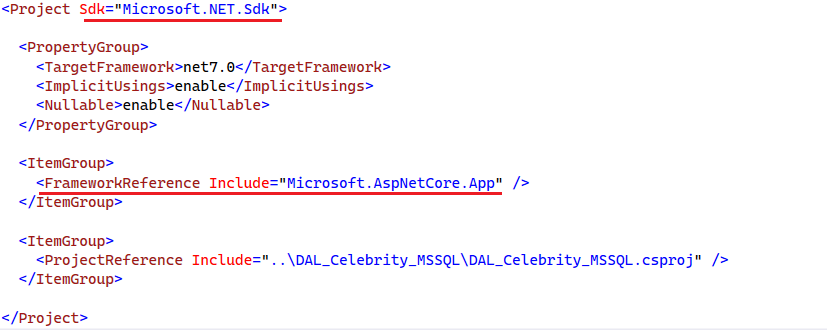 <Project Sdk="Microsoft.NET.Sdk">
<PropertyGroup>
<TargetFramework>net7.0</TargetFramework>
<ImplicitUsings>enable</ImplicitUsings>
<Nullable>enable</Nullable>
</PropertyGroup>
<ItemGroup>
<FrameworkReference Include="Microsoft.AspNetCore.App" />
</ItemGroup>
<ItemGroup>
<ProjectReference Include="..\DAL_Celebrity_MSSQL\DAL_Celebrity_MSSQL.csproj" />
</ItemGroup>
</Project>